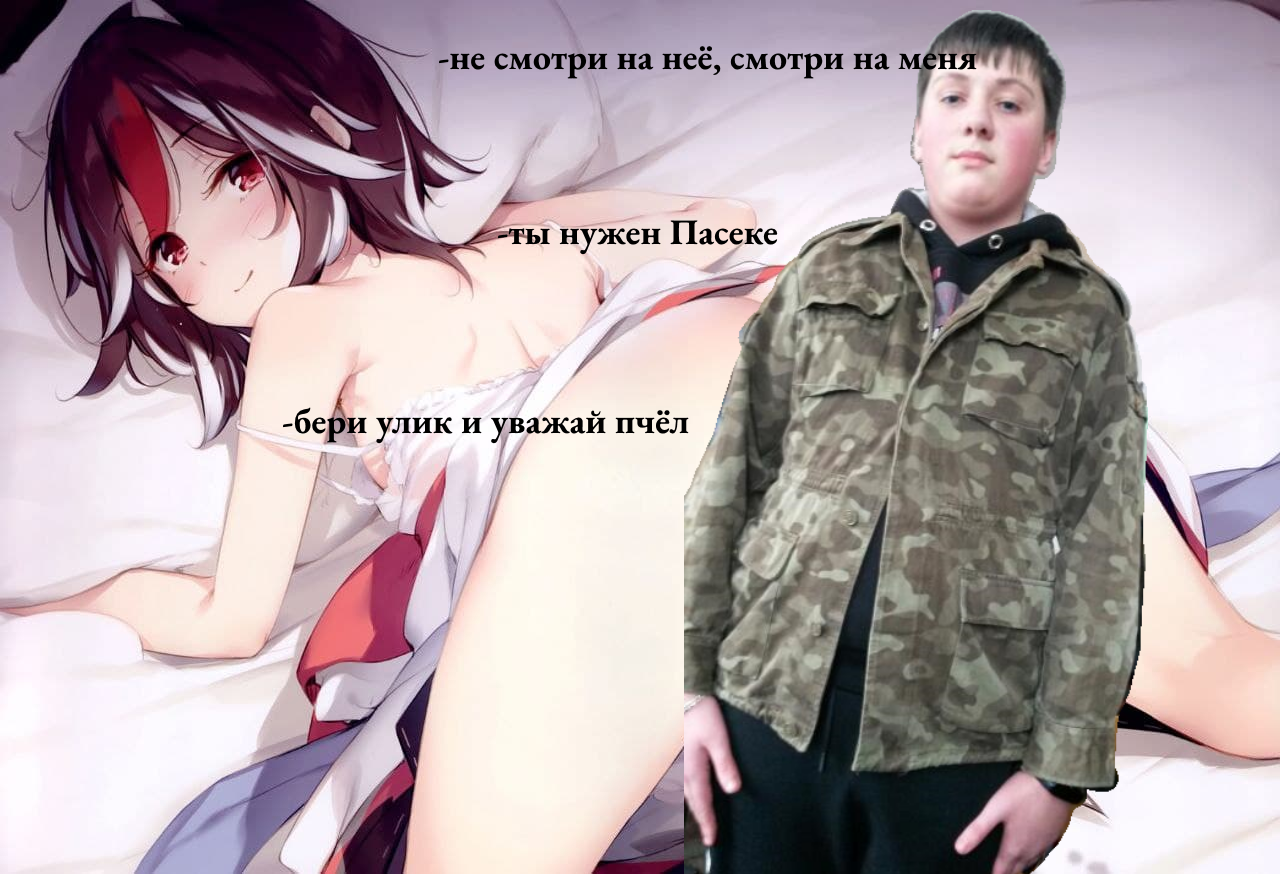 -не смотри на неё, смотри на меня
-ты нужен Пасеке
-бери улик и уважай пчёл